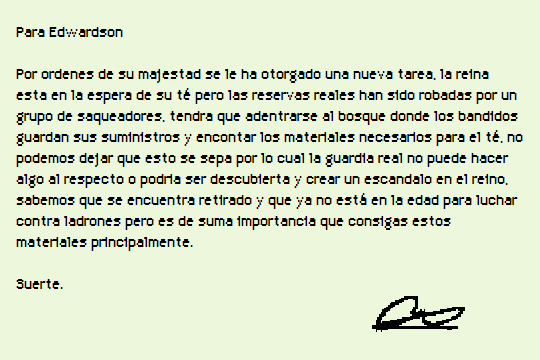 Para Edwardson
Por ordenes de su majestad se le ha otorgado una nueva tarea, la reina
esta en la espera de su té pero las reservas reales han sido robadas por un
grupo de saqueadores, tendra que adentrarse al bosque donde los bandidos
guardan sus suministros y encontar los materiales necesarios para el té, no
podemos dejar que esto se sepa por lo cual la guardia real no puede hacer
algo al respecto o podria ser descubierta y crear un escandalo en el reino,
sabemos que se encuentra retirado y que ya no está en la edad para luchar
contra ladrones pero es de suma importancia que consigas estos
materiales principalmente.
Suerte.